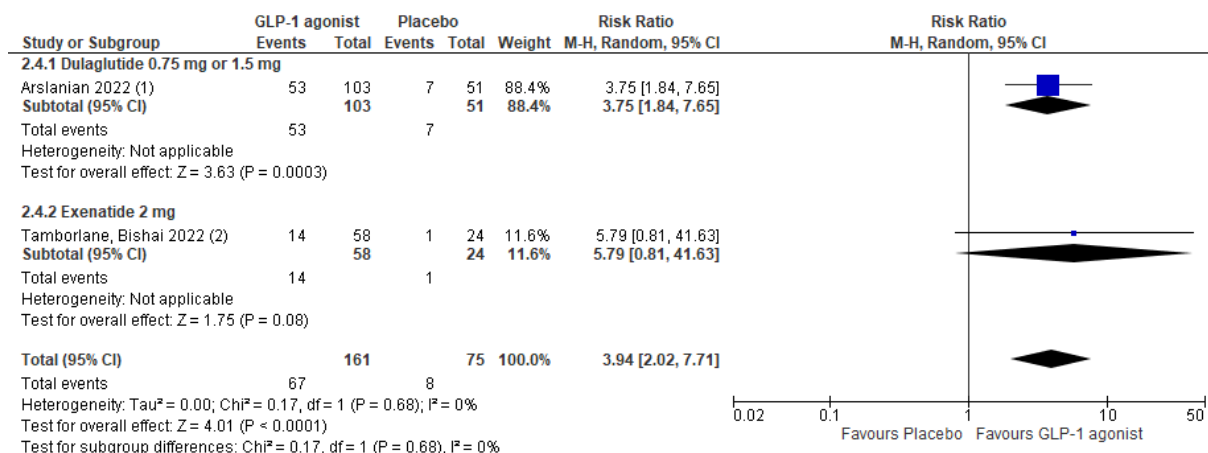 GLP-1 agonist Placebo Risk Ratio Risk Ratio
Study or Subgroup Events Total Events Total Weight M-H, Random, 95% CI M-H, Random, 95% CI
2.4.1 Dulaglutide 0.75 mg or 1.5 mg
Arslanian 2022 (1) 53 103 7 51 88.4% 3.75 [1.84, 7.65]
Subtotal (95% CI) 103 51 88.4% 3.75 [1.84, 7.65]
Total events 53 7
Heterogeneity: Not applicable
Test for overall effect: Z = 3.63 (P = 0.0003)
2.4.2 Exenatide 2 mg
Tamborlane, Bishai 2022 (2) 14 58 1 24 11.6% 5.79 [0.81, 41.63]
Subtotal (95% CI) 58 24 11.6% 5.79 [0.81, 41.63]
Total events 14 1
Heterogeneity: Not applicable
Test for overall effect: Z = 1.75 (P = 0.08)
Total (95% CI) 161 75 100.0% 3.94 [2.02, 7.71]
Total events 67 8
Heterogeneity: Tau² = 0.00; Chi² = 0.17, df = 1 (P = 0.68); I² = 0%
Test for overall effect: Z = 4.01 (P < 0.0001)
Test for subgroup differences: Chi² = 0.17, df = 1 (P = 0.68), I² = 0%
0.02 0.1 1 10 50
Favours Placebo Favours GLP-1 agonist